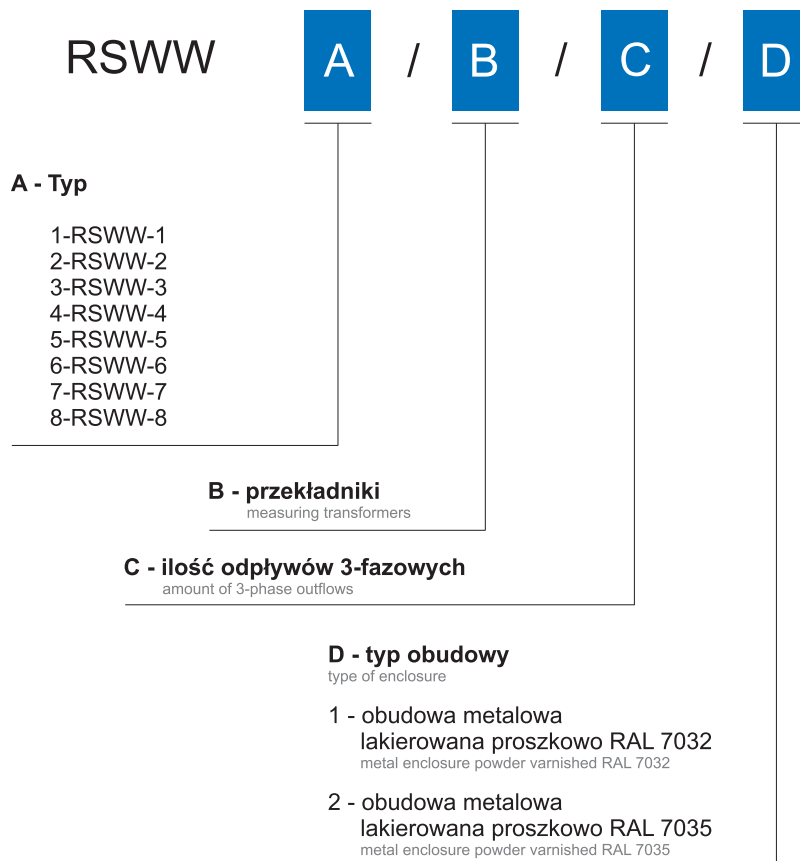 RSWW A / B / C / D
A - Typ
1-RSWW-1
2-RSWW-2
3-RSWW-3
4-RSWW-4
5-RSWW-5
6-RSWW-6
7-RSWW-7
8-RSWW-8
B - przekładniki
measuring transformers
C - ilość odpływów 3-fazowych
amount of 3-phase outflows
D - typ obudowy
type of enclosure
1 - obudowa metalowa
lakierowana proszkowo RAL 7032
metal enclosure powder varnished RAL 7032
2 - obudowa metalowa
lakierowana proszkowo RAL 7035
metal enclosure powder varnished RAL 7035